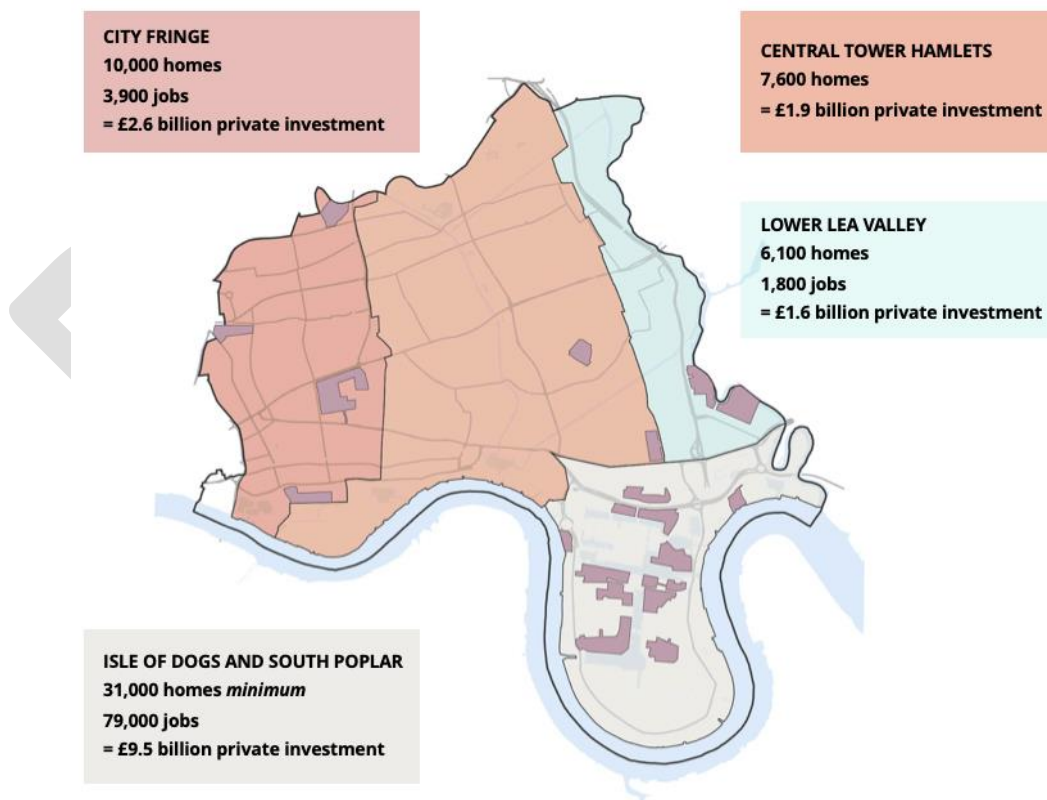 CITY FRINGE
10,000 homes
3,900 jobs
= £2.6 billion private investment
CENTRAL TOWER HAMLETS
7,600 homes
= £1.9 billion private investment
LOWER LEA VALLEY
6,100 homes
1,800 jobs
= £1.6 billion private investment
ISLE OF DOGS AND SOUTH POPLAR
31,000 homes minimum
79,000 jobs
= £9.5 billion private investment